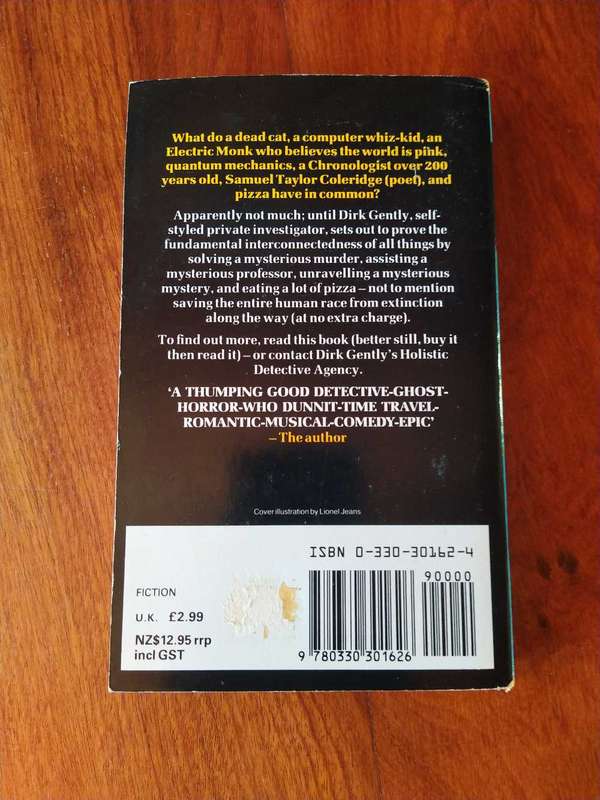 What do a dead cat, a computer whiz-kid, an
Electric Monk who believes the world is pink,
quantum mechanics, a Chronologist over 200
years old, Samuel Taylor Coleridge (poet), and
pizza have in common?
Apparently not much; until Dirk Gently, self-
styled private investigator, sets out to prove the
fundamental interconnectedness of all things by
solving a mysterious murder, assisting a
mysterious professor, unravelling a mysterious
mystery, and eating a lot of pizza – not to mention
saving the entire human race from extinction
along the way (at no extra charge).
To find out more, read this book (better still, buy it
then read it) – or contact Dirk Gently's Holistic
Detective Agency.
'A THUMPING GOOD DETECTIVE-GHOST-
HORROR-WHO DUNNIT-TIME TRAVEL-
ROMANTIC-MUSICAL-COMEDY-EPIC'
– The author
Cover illustration by Lionel Jeans
ISBN 0-330-30162-4
90000
FICTION
U.K. £2.99
NZ$12.95 rrp
incl GST
9 780330 301626